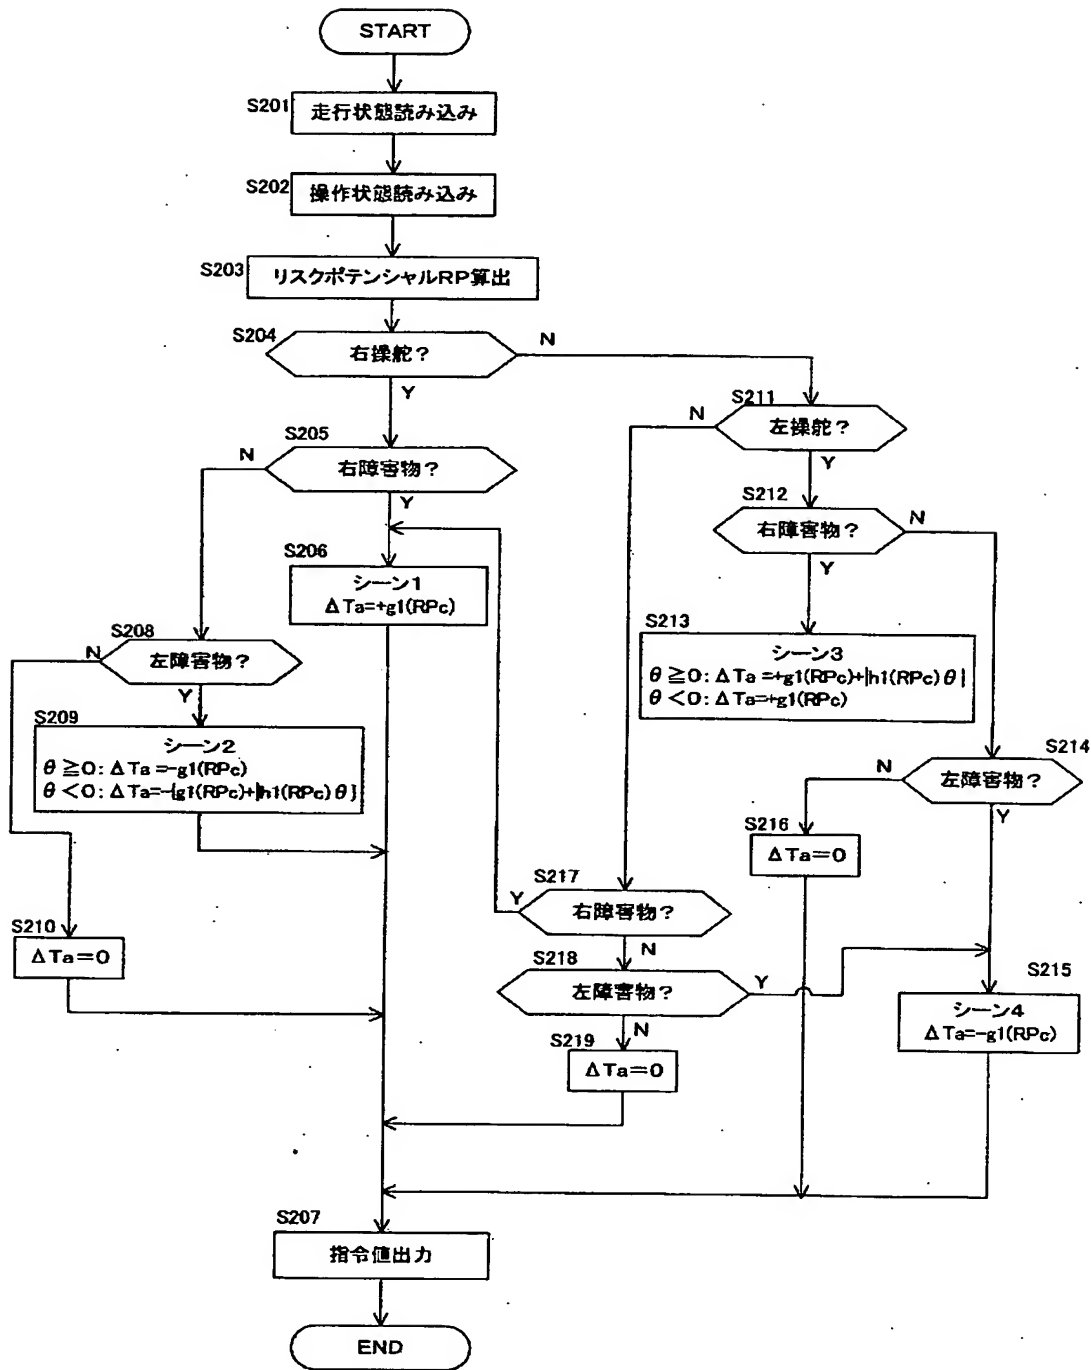 START
S201
走行状態読み込み
S202
操作状態読み込み
S203
リスクポテンシャルRP算出
S204
右操舵?
N
Y
S211
左操舵?
N
Y
S205
右障害物?
N
Y
S212
右障害物?
N
Y
S206
シーン1
ΔTa=+g1(RPc)
S208
左障害物?
N
Y
S213
シーン3
θ≧0:ΔTa=+g1(RPc)+|h1(RPc)θ|
θ<0:ΔTa=+g1(RPc)
S209
シーン2
θ≧0:ΔTa=-g1(RPc)
θ<0:ΔTa=-{g1(RPc)+|h1(RPc)θ}
S214
左障害物?
N
Y
S216
ΔTa=0
S217
右障害物?
Y
N
S210
ΔTa=0
S218
左障害物?
Y
N
S215
シーン4
ΔTa=-g1(RPc)
S219
ΔTa=0
S207
指令値出力
END